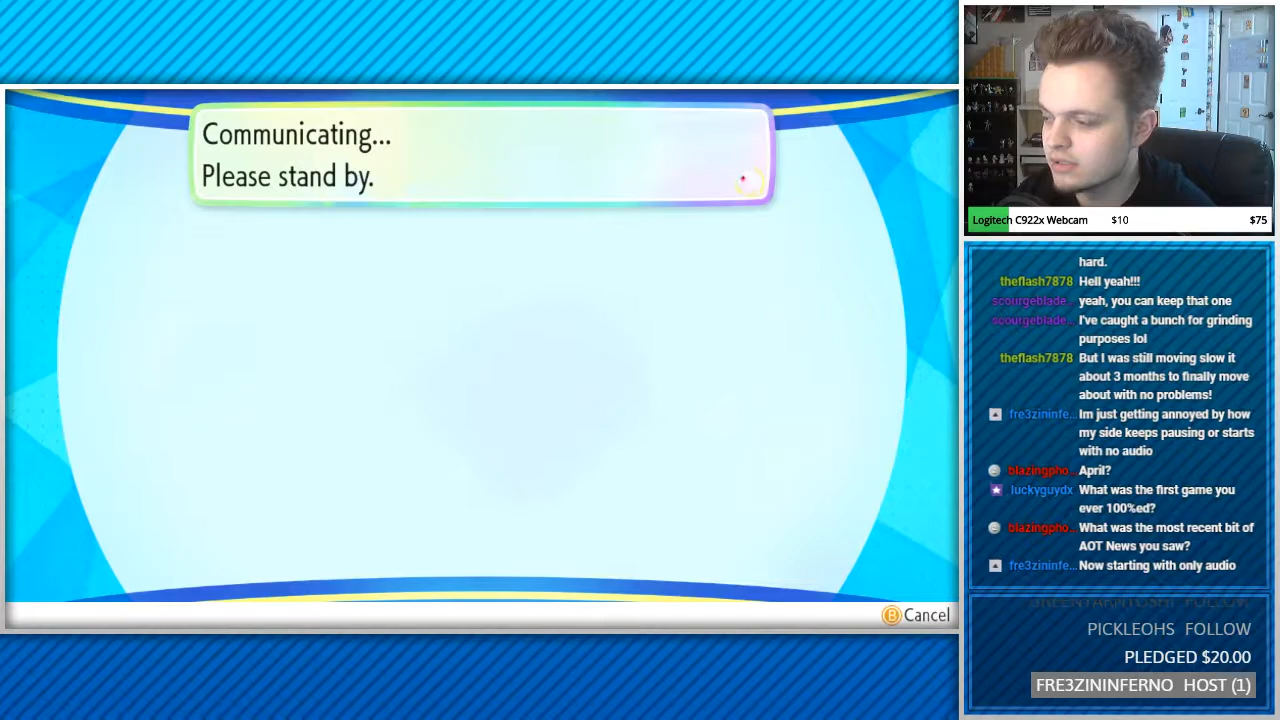 Communicating...
Please stand by.
B Cancel
Logitech C922x Webcam $10 $75
hard.
theflash7878 Hell yeah!!!
scourgeblade... yeah, you can keep that one
scourgeblade... I've caught a bunch for grinding
purposes lol
theflash7878 But I was still moving slow it
about 3 months to finally move
about with no problems!
fre3zininfe... Im just getting annoyed by how
my side keeps pausing or starts
with no audio
blazingpho... April?
luckyguydx What was the first game you
ever 100%ed?
blazingpho... What was the most recent bit of
AOT News you saw?
fre3zininfe... Now starting with only audio
FOLLOW
PICKLEOHS FOLLOW
PLEDGED $20.00
FRE3ZININFERNO HOST (1)